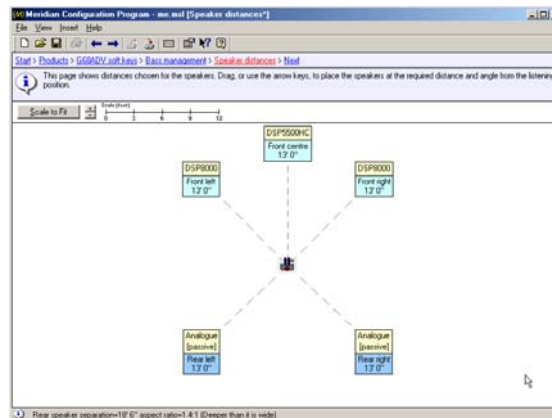 Meridian Configuration Program - me.msl [Speaker distances*]
File View Insert Help
Start > Products > G68ADV soft keys > Bass management > Speaker distances > Next
This page shows distances chosen for the speakers. Drag, or use the arrow keys, to place the speakers at the required distance and angle from the listening
position.
Scale to Fit
Scale (feet)
0 3 6 9 12
DSP5500HC
Front centre
13' 0"
DSP8000
Front left
13' 0"
DSP8000
Front right
13' 0"
Analogue
(passive)
Rear left
13' 0"
Analogue
(passive)
Rear right
13' 0"
Rear speaker separation=18' 6" aspect ratio=1.4:1 (Deeper than it is wide)